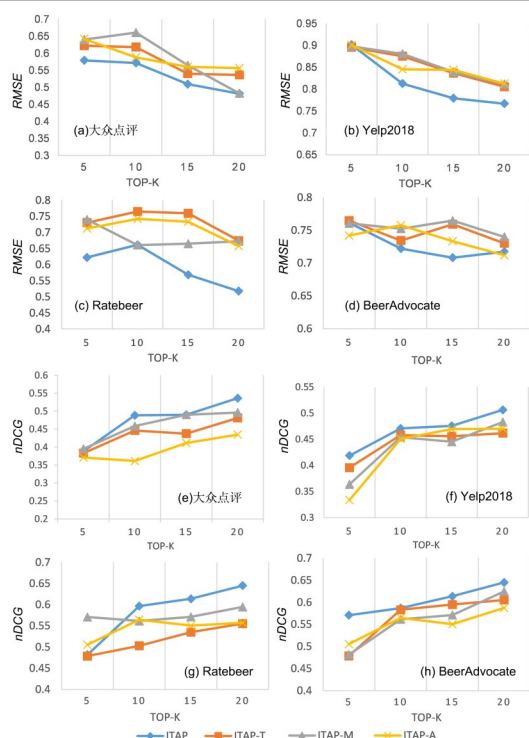 0.7
0.65
0.6
0.55
0.5
0.45
0.4
0.35
0.3
RMSE
(a)大众点评
5 10 15 20
TOP-K
0.95
0.9
0.85
0.8
0.75
0.7
0.65
RMSE
(b) Yelp2018
5 10 15 20
TOP-K
0.8
0.75
0.7
0.65
0.6
0.55
0.5
0.45
0.4
RMSE
(c) Ratebeer
5 10 15 20
TOP-K
0.8
0.75
0.7
0.65
0.6
RMSE
(d) BeerAdvocate
5 10 15 20
TOP-K
0.6
0.55
0.5
0.45
0.4
0.35
0.3
0.25
0.2
nDCG
(e)大众点评
5 10 15 20
TOP-K
0.55
0.5
0.45
0.4
0.35
0.3
nDCG
(f) Yelp2018
5 10 15 20
TOP-K
0.7
0.65
0.6
0.55
0.5
0.45
0.4
nDCG
(g) Ratebeer
5 10 15 20
TOP-K
0.7
0.65
0.6
0.55
0.5
0.45
0.4
nDCG
(h) BeerAdvocate
5 10 15 20
TOP-K
ITAP ITAP-T ITAP-M ITAP-A